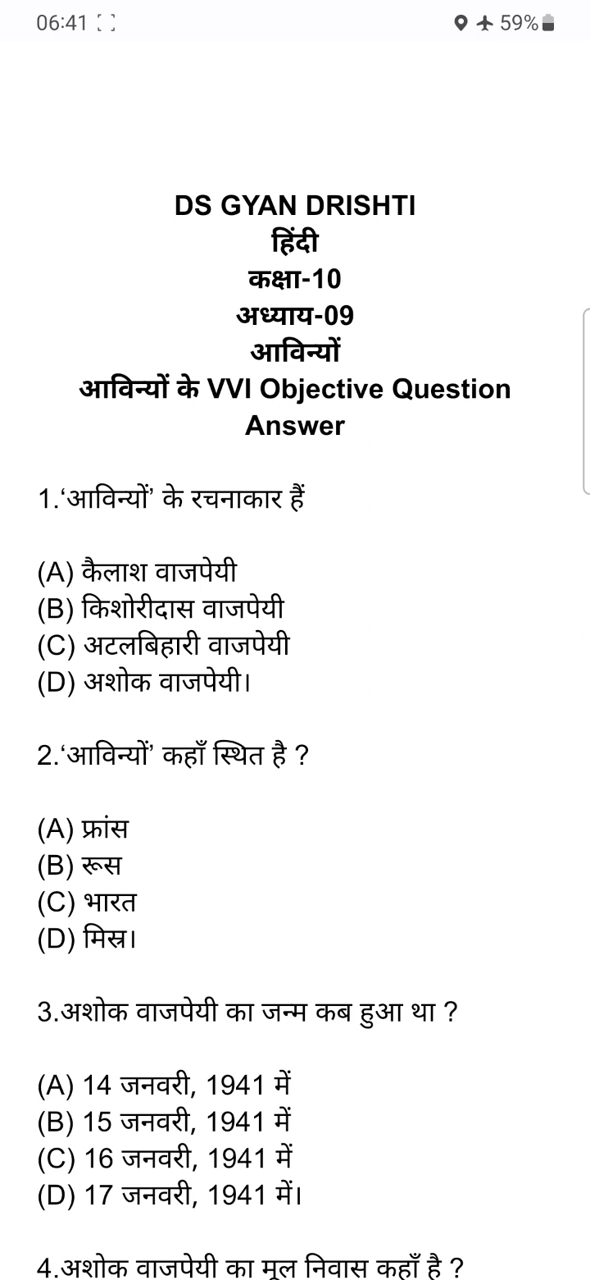 06:41
59%
DS GYAN DRISHTI
हिंदी
कक्षा-10
अध्याय-09
आविन्यों
आविन्यों के VVI Objective Question
Answer
1.‘आविन्यों’ के रचनाकार हैं
(A) कैलाश वाजपेयी
(B) किशोरीदास वाजपेयी
(C) अटलबिहारी वाजपेयी
(D) अशोक वाजपेयी।
2.‘आविन्यों’ कहाँ स्थित है ?
(A) फ्रांस
(B) रूस
(C) भारत
(D) मिस्र।
3.अशोक वाजपेयी का जन्म कब हुआ था ?
(A) 14 जनवरी, 1941 में
(B) 15 जनवरी, 1941 में
(C) 16 जनवरी, 1941 में
(D) 17 जनवरी, 1941 में।
4.अशोक वाजपेयी का मूल निवास कहाँ है ?